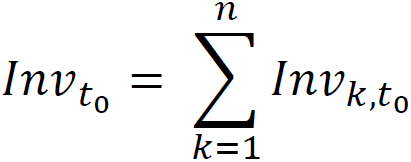 Inv_{t_0} = \sum_{k=1}^{n} Inv_{k,t_0}